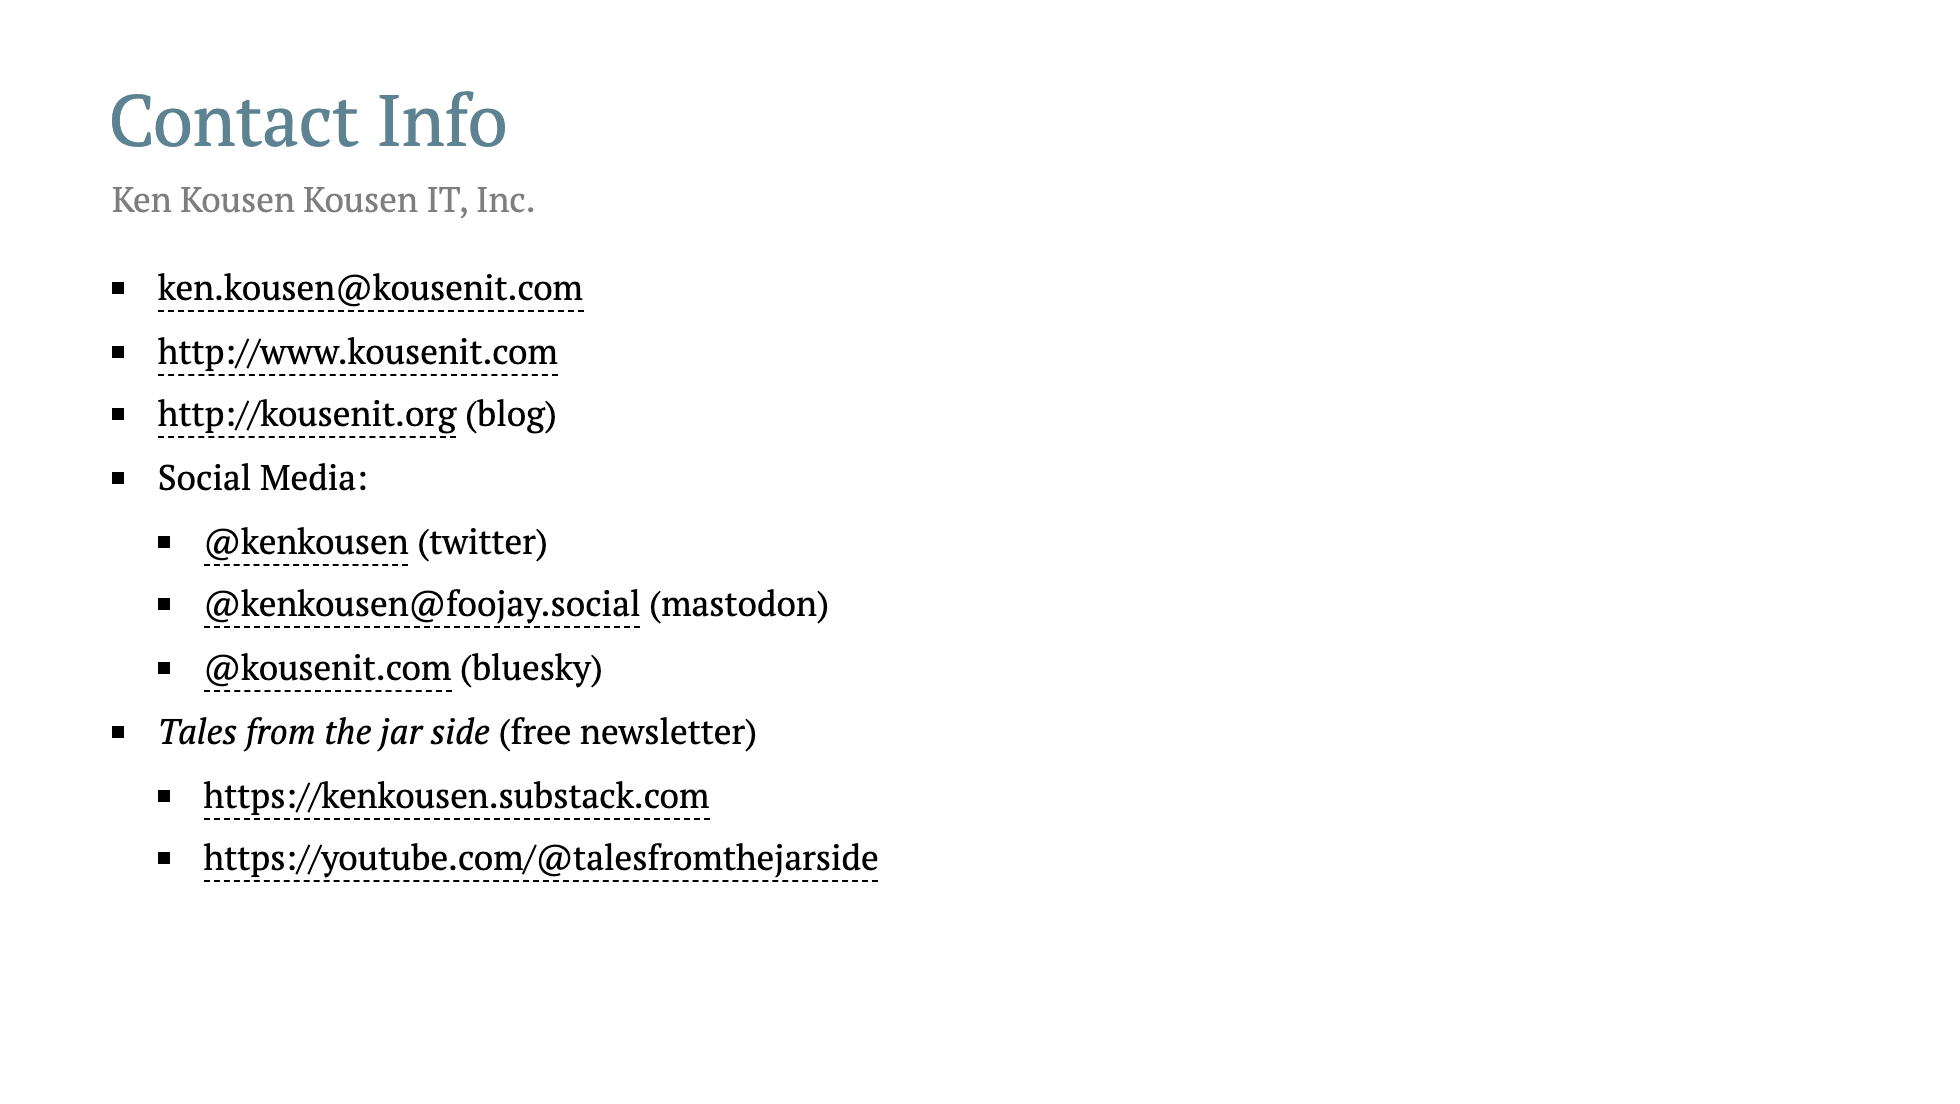 Contact Info
Ken Kousen Kousen IT, Inc.
ken.kousen@kousenit.com
http://www.kousenit.com
http://kousenit.org (blog)
Social Media:
@kenkousen (twitter)
@kenkousen@foojay.social (mastodon)
@kousenit.com (bluesky)
Tales from the jar side (free newsletter)
https://kenkousen.substack.com
https://youtube.com/@talesfromthejarside